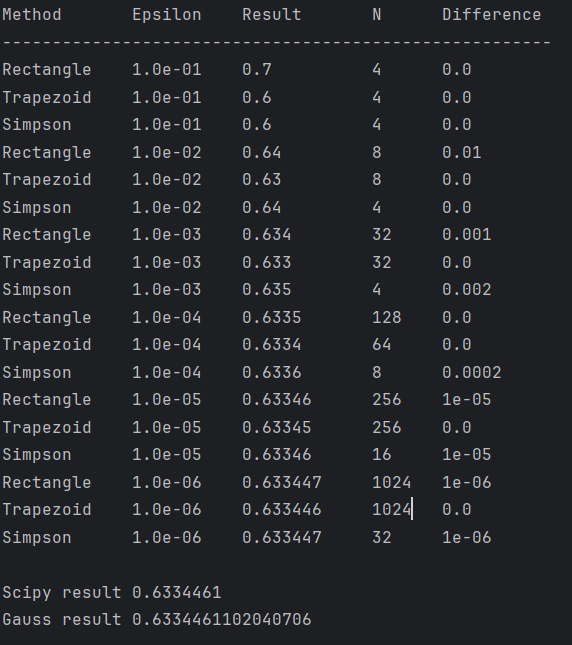 Method Epsilon Result N Difference
-------------------------------------------------------
Rectangle 1.0e-01 0.7 4 0.0
Trapezoid 1.0e-01 0.6 4 0.0
Simpson 1.0e-01 0.6 4 0.0
Rectangle 1.0e-02 0.64 8 0.01
Trapezoid 1.0e-02 0.63 8 0.0
Simpson 1.0e-02 0.64 4 0.0
Rectangle 1.0e-03 0.634 32 0.001
Trapezoid 1.0e-03 0.633 32 0.0
Simpson 1.0e-03 0.635 4 0.002
Rectangle 1.0e-04 0.6335 128 0.0
Trapezoid 1.0e-04 0.6334 64 0.0
Simpson 1.0e-04 0.6336 8 0.0002
Rectangle 1.0e-05 0.63346 256 1e-05
Trapezoid 1.0e-05 0.63345 256 0.0
Simpson 1.0e-05 0.63346 16 1e-05
Rectangle 1.0e-06 0.633447 1024 1e-06
Trapezoid 1.0e-06 0.633446 1024 0.0
Simpson 1.0e-06 0.633447 32 1e-06
Scipy result 0.6334461
Gauss result 0.6334461102040706